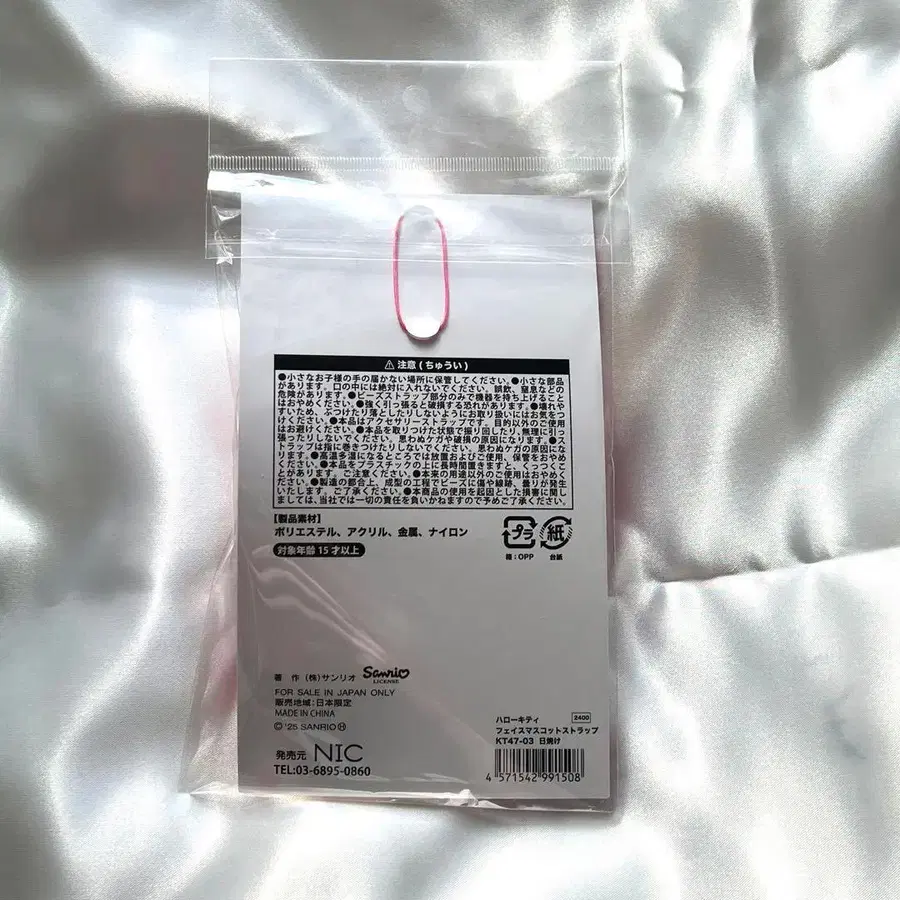 ⚠ 注意(ちゅうい)
●小さなお子様の手の届かない場所に保管してください。●小さな部品
があります。口の中には絶対に入れないでください。誤飲、窒息などの
危険があります。●ビーズストラップ部分のみで機器を持ち上げること
はおやめください。●強く引っ張ると破損する恐れがあります。●壊れや
すいため、ぶつけたり落としたりしないようにお取り扱いにはお気をつ
けください。●本品はアクセサリーストラップです。目的以外のご使用
はお避けください。●本品を取りつけた状態で振り回したり、無理に引っ
張ったりしないでください。思わぬケガや破損の原因になります。●ス
トラップは指に巻きつけたりしないでください。思わぬケガの原因になり
ます。●高温多湿になるところでは放置およびご使用、保管をおやめ
ください。●本品をプラスチックの上に長時間置きますと、くっつくこ
とがあります。ご注意ください。●本来の用途以外のご使用はおやめくだ
さい。●製造の都合上、成型の工程でビーズに傷や線跡、盛りが発生
いたします。ご了承ください。●本商品の使用を起因とした損害に関し
ましては、当社では一切の責任を負いかねますので予めご了承ください。
【製品素材】
ポリエステル、アクリル、金属、ナイロン
対象年齢15才以上
プラ 紙
袋:OPP 台紙
著 作 (株)サンリオ Sanrio LICENSE
FOR SALE IN JAPAN ONLY
販売地域:日本限定
MADE IN CHINA
© '25 SANRIO Ⓗ
発売元 NIC
TEL:03-6895-0860
ハローキティ 2400
フェイスマスコットストラップ
KT47-03 日焼け
4 571542 991508